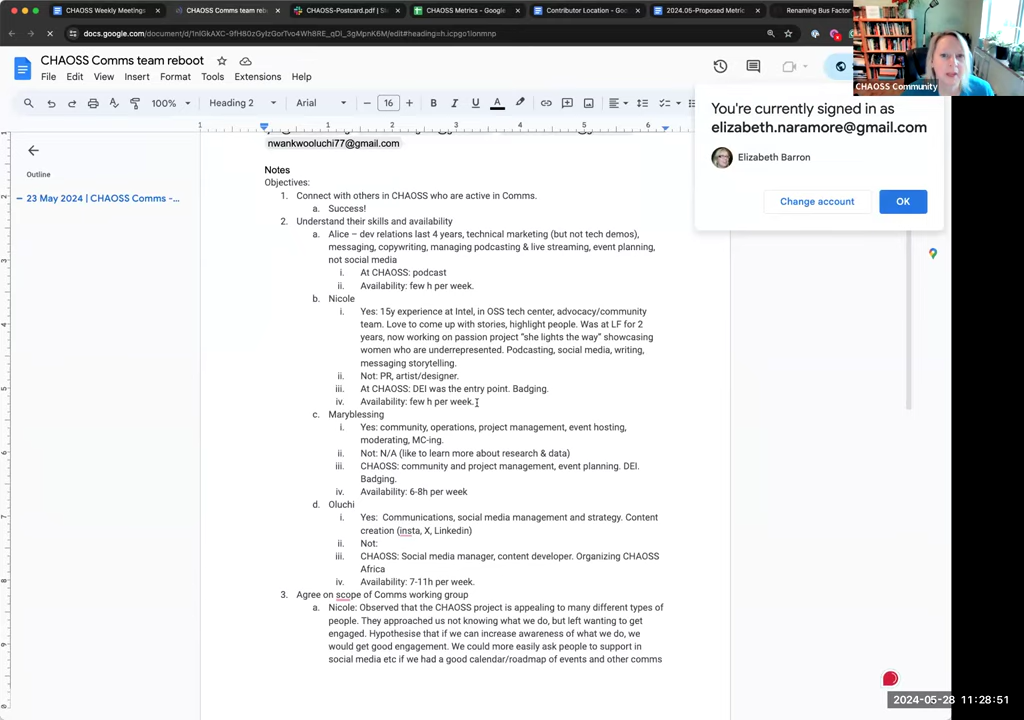 CHAOSS Weekly Meetings
CHAOSS Comms team reb
CHAOSS-Postcard.pdf | Sl
CHAOSS Metrics - Google
Contributor Location - Go
2024.05-Proposed Metric
Renaming Bus Factor
docs.google.com/document/d/1nlGkAXC-9fH80zGylzGorTvo4Wh8RE_qDI_3gMpnK6M/edit#heading=h.icpgo1lonmnp
CHAOSS Comms team reboot
File Edit View Insert Format Tools Extensions Help
100% Heading 2 Arial 16 B I U A
CHAOSS Community
You're currently signed in as
elizabeth.naramore@gmail.com
Elizabeth Barron
Change account OK
Outline
23 May 2024 | CHAOSS Comms -...
nwankwooluchi77@gmail.com
Notes
Objectives:
1. Connect with others in CHAOSS who are active in Comms.
a. Success!
2. Understand their skills and availability
a. Alice – dev relations last 4 years, technical marketing (but not tech demos),
messaging, copywriting, managing podcasting & live streaming, event planning,
not social media
i. At CHAOSS: podcast
ii. Availability: few h per week.
b. Nicole
i. Yes: 15y experience at Intel, in OSS tech center, advocacy/community
team. Love to come up with stories, highlight people. Was at LF for 2
years, now working on passion project "she lights the way" showcasing
women who are underrepresented. Podcasting, social media, writing,
messaging storytelling.
ii. Not: PR, artist/designer.
iii. At CHAOSS: DEI was the entry point. Badging.
iv. Availability: few h per week.
c. Maryblessing
i. Yes: community, operations, project management, event hosting,
moderating, MC-ing.
ii. Not: N/A (like to learn more about research & data)
iii. CHAOSS: community and project management, event planning. DEI.
Badging.
iv. Availability: 6-8h per week
d. Oluchi
i. Yes: Communications, social media management and strategy. Content
creation (insta, X, Linkedin)
ii. Not:
iii. CHAOSS: Social media manager, content developer. Organizing CHAOSS
Africa
iv. Availability: 7-11h per week.
3. Agree on scope of Comms working group
a. Nicole: Observed that the CHAOSS project is appealing to many different types of
people. They approached us not knowing what we do, but left wanting to get
engaged. Hypothesise that if we can increase awareness of what we do, we
would get good engagement. We could more easily ask people to support in
social media etc if we had a good calendar/roadmap of events and other comms
2024-05-28 11:28:51